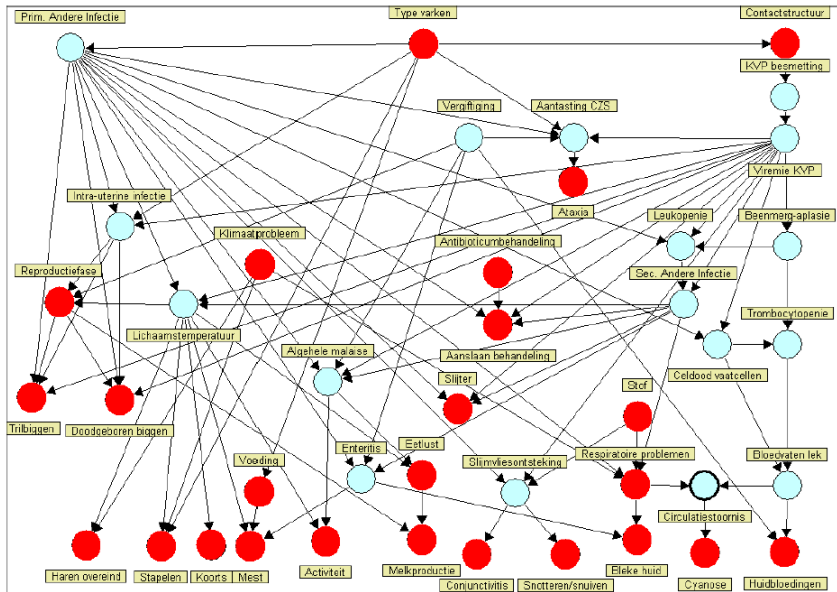 Prim. Andere Infectie
Type varken
Contactstructuur
KVP besmetting
Vergiftiging
Aantasting CZS
Viremie KVP
Intra-uterine infectie
Ataxia
Leukopenie
Beenmerg-aplasie
Klimaatprobleem
Antibioticumbehandeling
Reproductiefase
Sec. Andere Infectie
Trombocytopenie
Lichaamstemperatuur
Algehele malaise
Aanslaan behandeling
Celdood vaatcellen
Slijter
Stof
Trilbiggen
Doodgeboren biggen
Voeding
Enteritis
Eetlust
Slijmvliesontsteking
Respiratoire problemen
Bloedvaten lek
Circulatiestoornis
Haren overeind
Stapelen
Koorts
Mest
Activiteit
Melkproductie
Conjunctivitis
Snotteren/snuiven
Bleke huid
Cyanose
Huidbloedingen